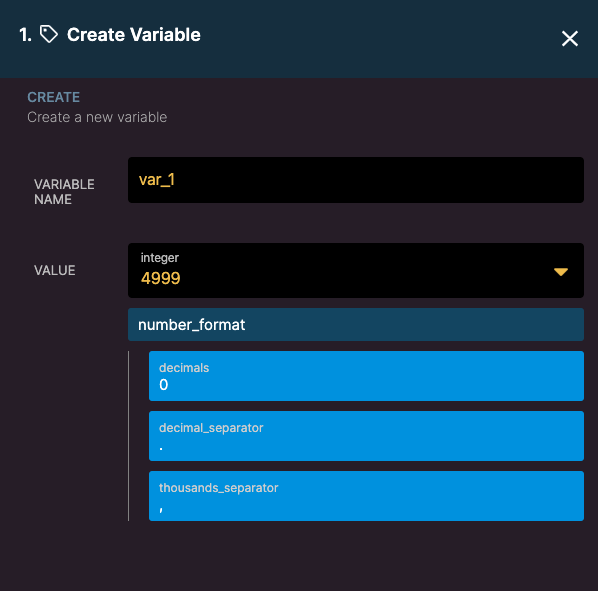 1. Create Variable
CREATE
Create a new variable
VARIABLE
NAME
var_1
VALUE
integer
4999
number_format
decimals
0
decimal_separator
.
thousands_separator
,